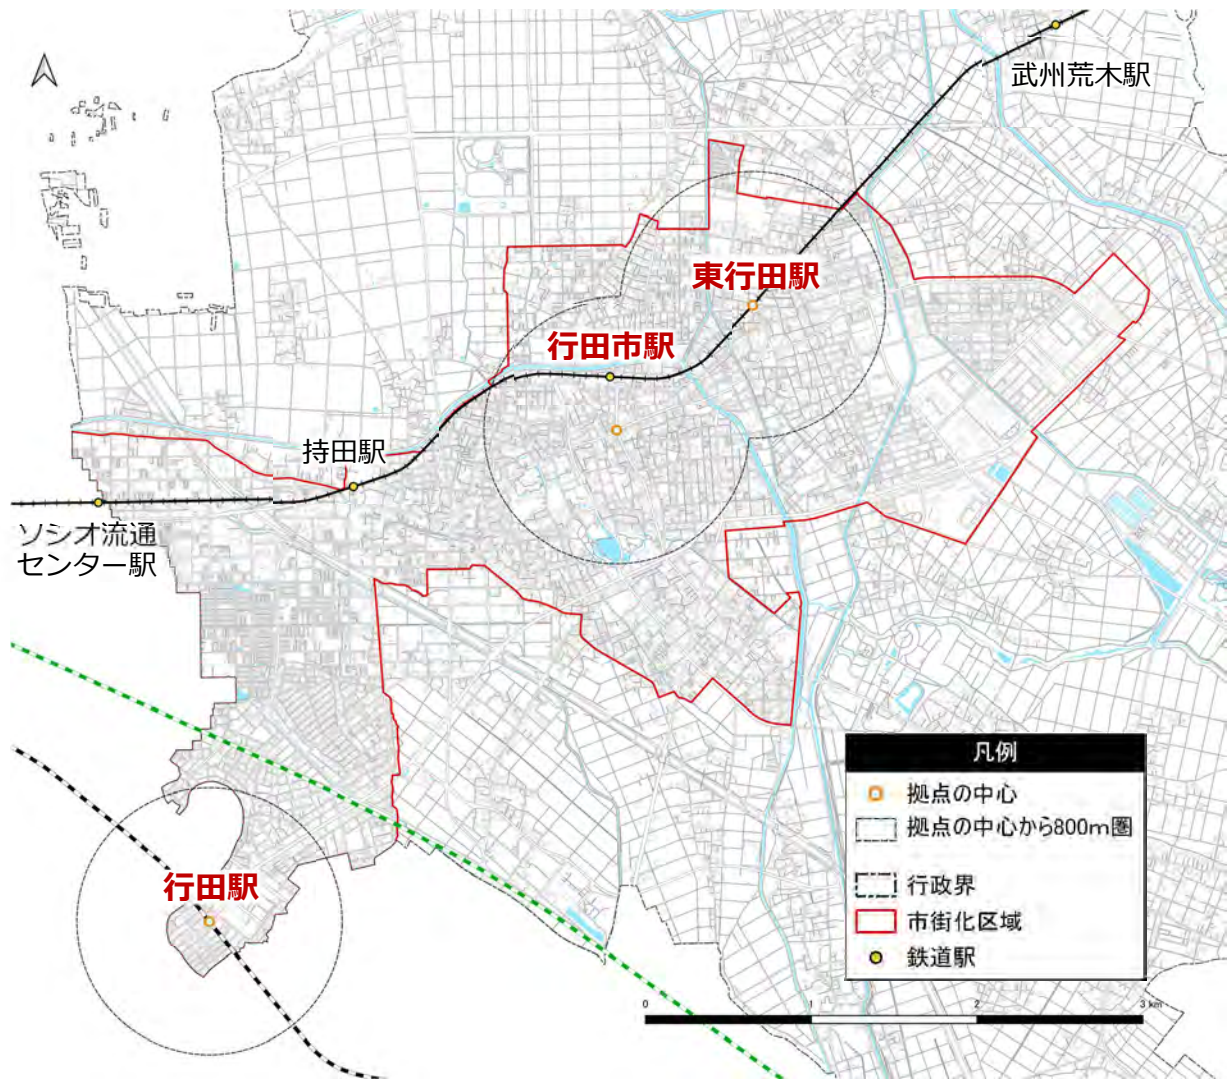 武州荒木駅
東行田駅
行田市駅
持田駅
ソシオ流通
センター駅
行田駅
凡例
拠点の中心
拠点の中心から800m圏
行政界
市街化区域
鉄道駅
0 1 2 3 km